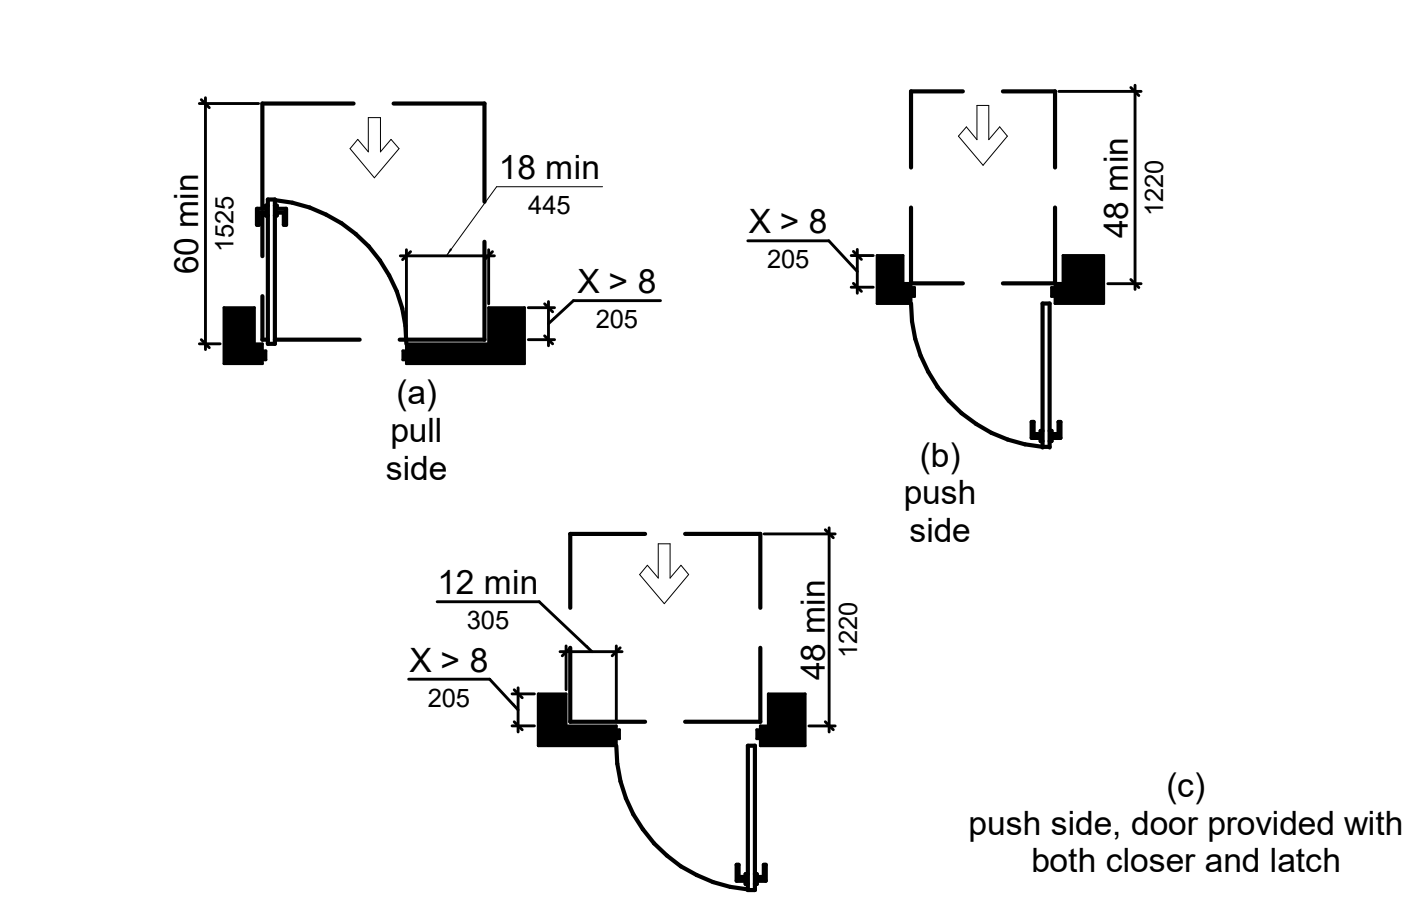 60 min
1525
18 min
445
X > 8
205
(a)
pull
side
X > 8
205
48 min
1220
(b)
push
side
12 min
305
X > 8
205
48 min
1220
(c)
push side, door provided with
both closer and latch